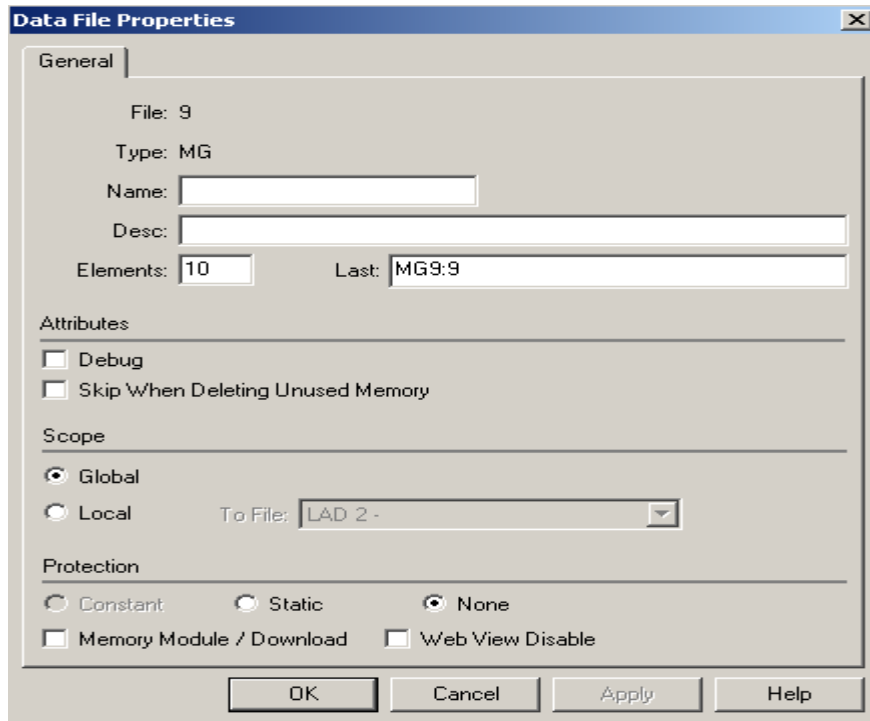 Data File Properties
General
File: 9
Type: MG
Name:
Desc:
Elements: 10 Last: MG9:9
Attributes
Debug
Skip When Deleting Unused Memory
Scope
Global
Local To File: LAD 2 -
Protection
Constant Static None
Memory Module / Download Web View Disable
OK Cancel Apply Help